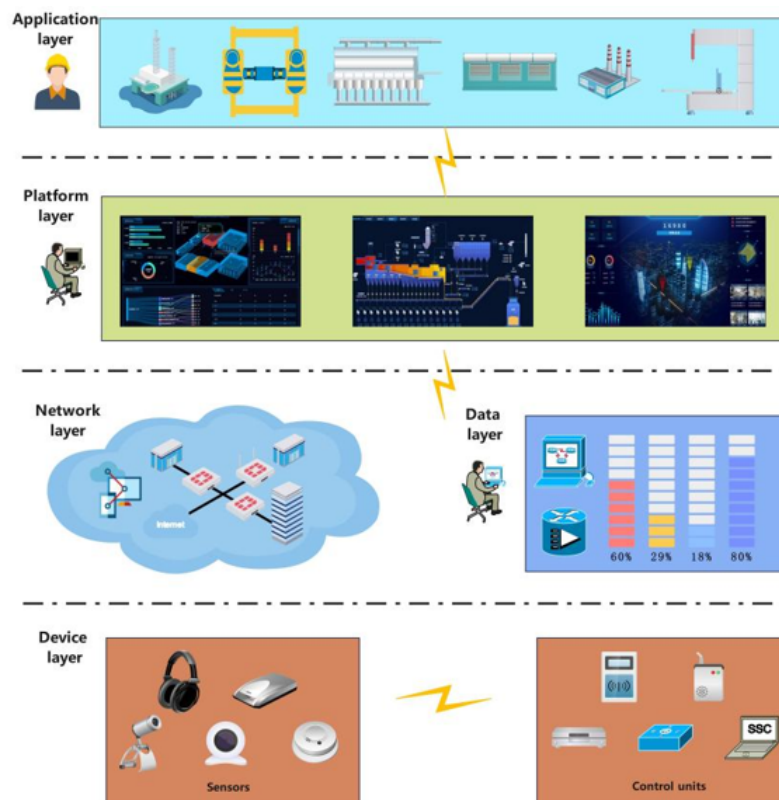 Application
layer
Platform
layer
Network
layer
Internet
Data
layer
60% 29% 18% 80%
Device
layer
Sensors
SSC
Control units